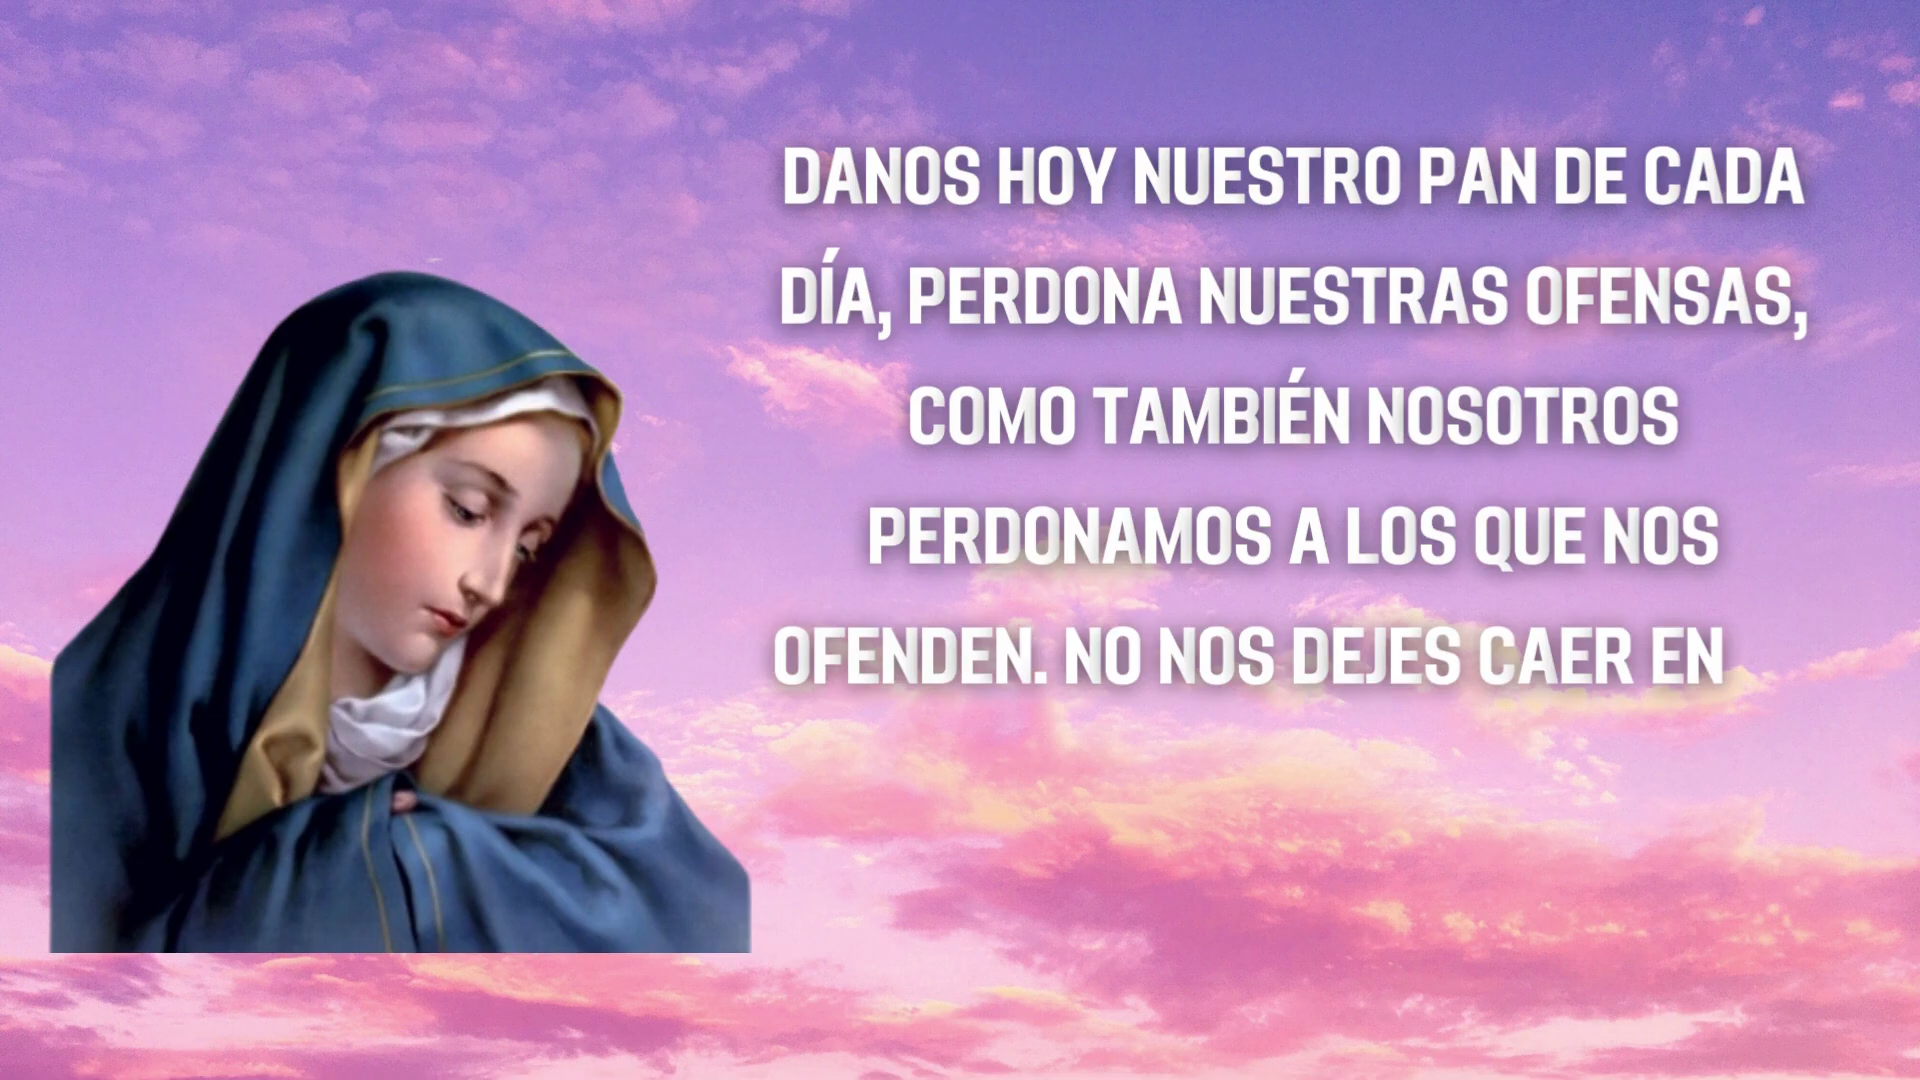 DANOS HOY NUESTRO PAN DE CADA
DÍA, PERDONA NUESTRAS OFENSAS,
COMO TAMBIÉN NOSOTROS
PERDONAMOS A LOS QUE NOS
OFENDEN. NO NOS DEJES CAER EN